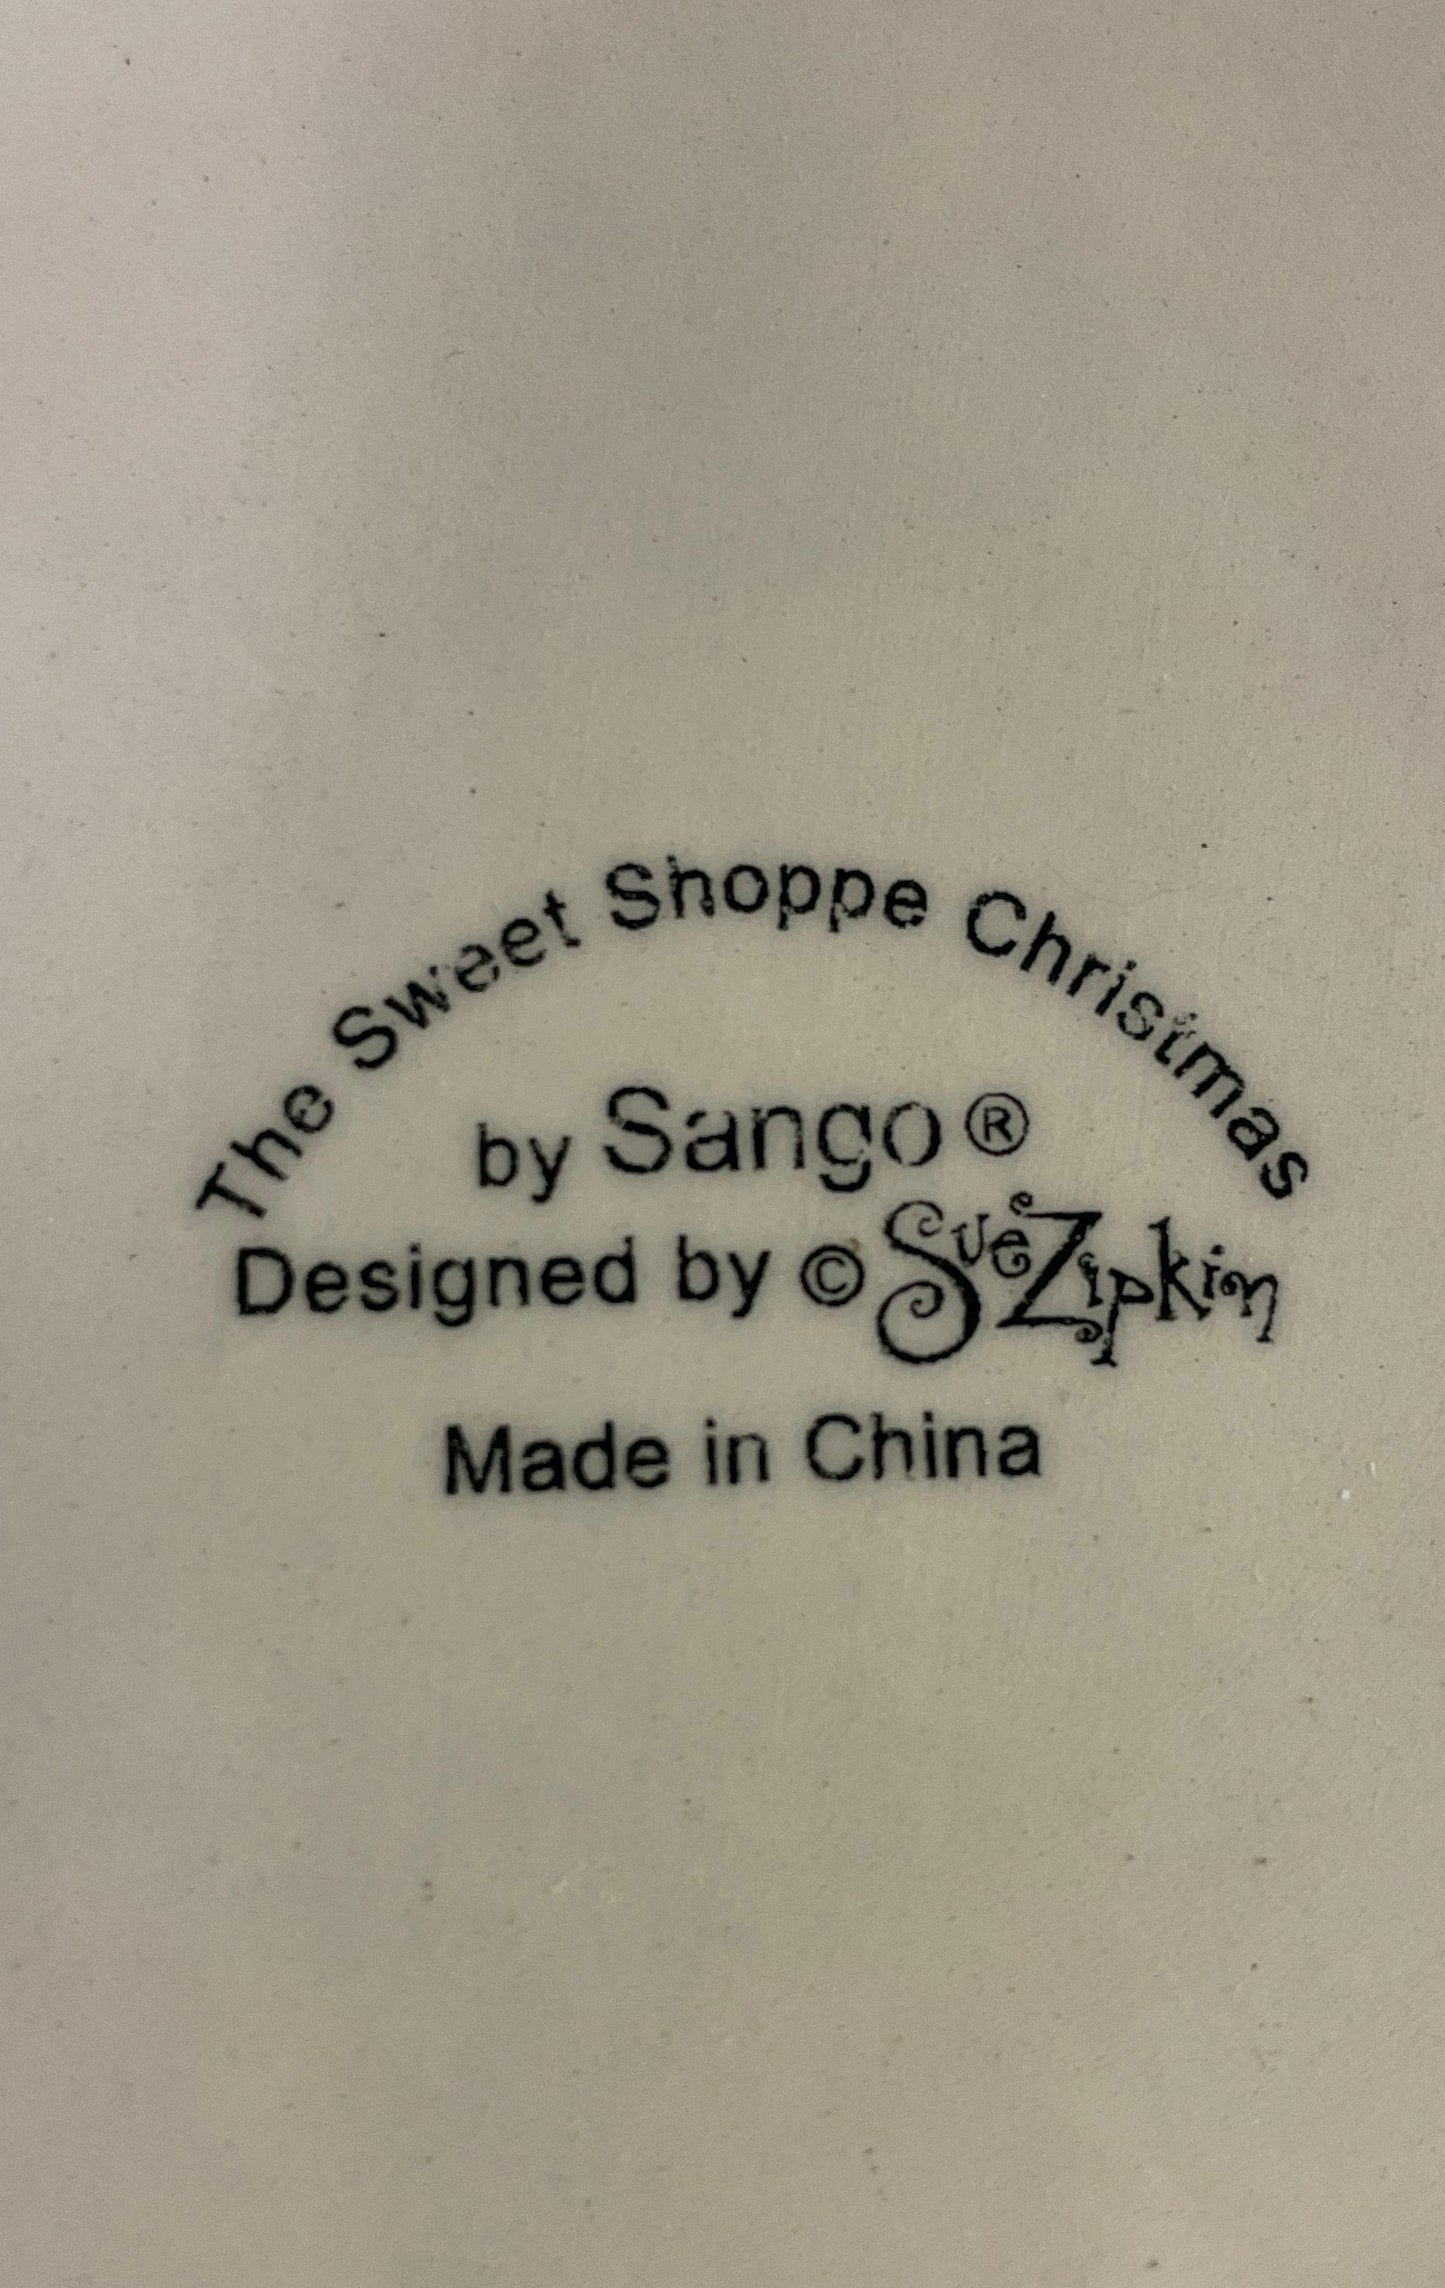 The Sweet Shoppe Christmas
by Sango ®
Designed by © Sue Zipkin
Made in China